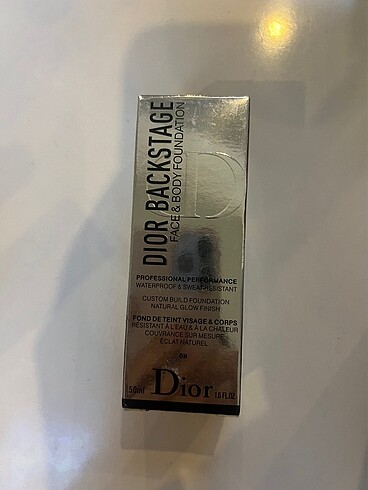 DIOR BACKSTAGE
FACE & BODY FOUNDATION
CD
PROFESSIONAL PERFORMANCE
WATERPROOF & SWEAT RESISTANT
CUSTOM BUILD FOUNDATION
NATURAL GLOW FINISH
FOND DE TEINT VISAGE & CORPS
RÉSISTANT À L'EAU & À LA CHALEUR
COUVRANCE SUR MESURE
ÉCLAT NATUREL
Dior
50ml 1.6 FL.OZ